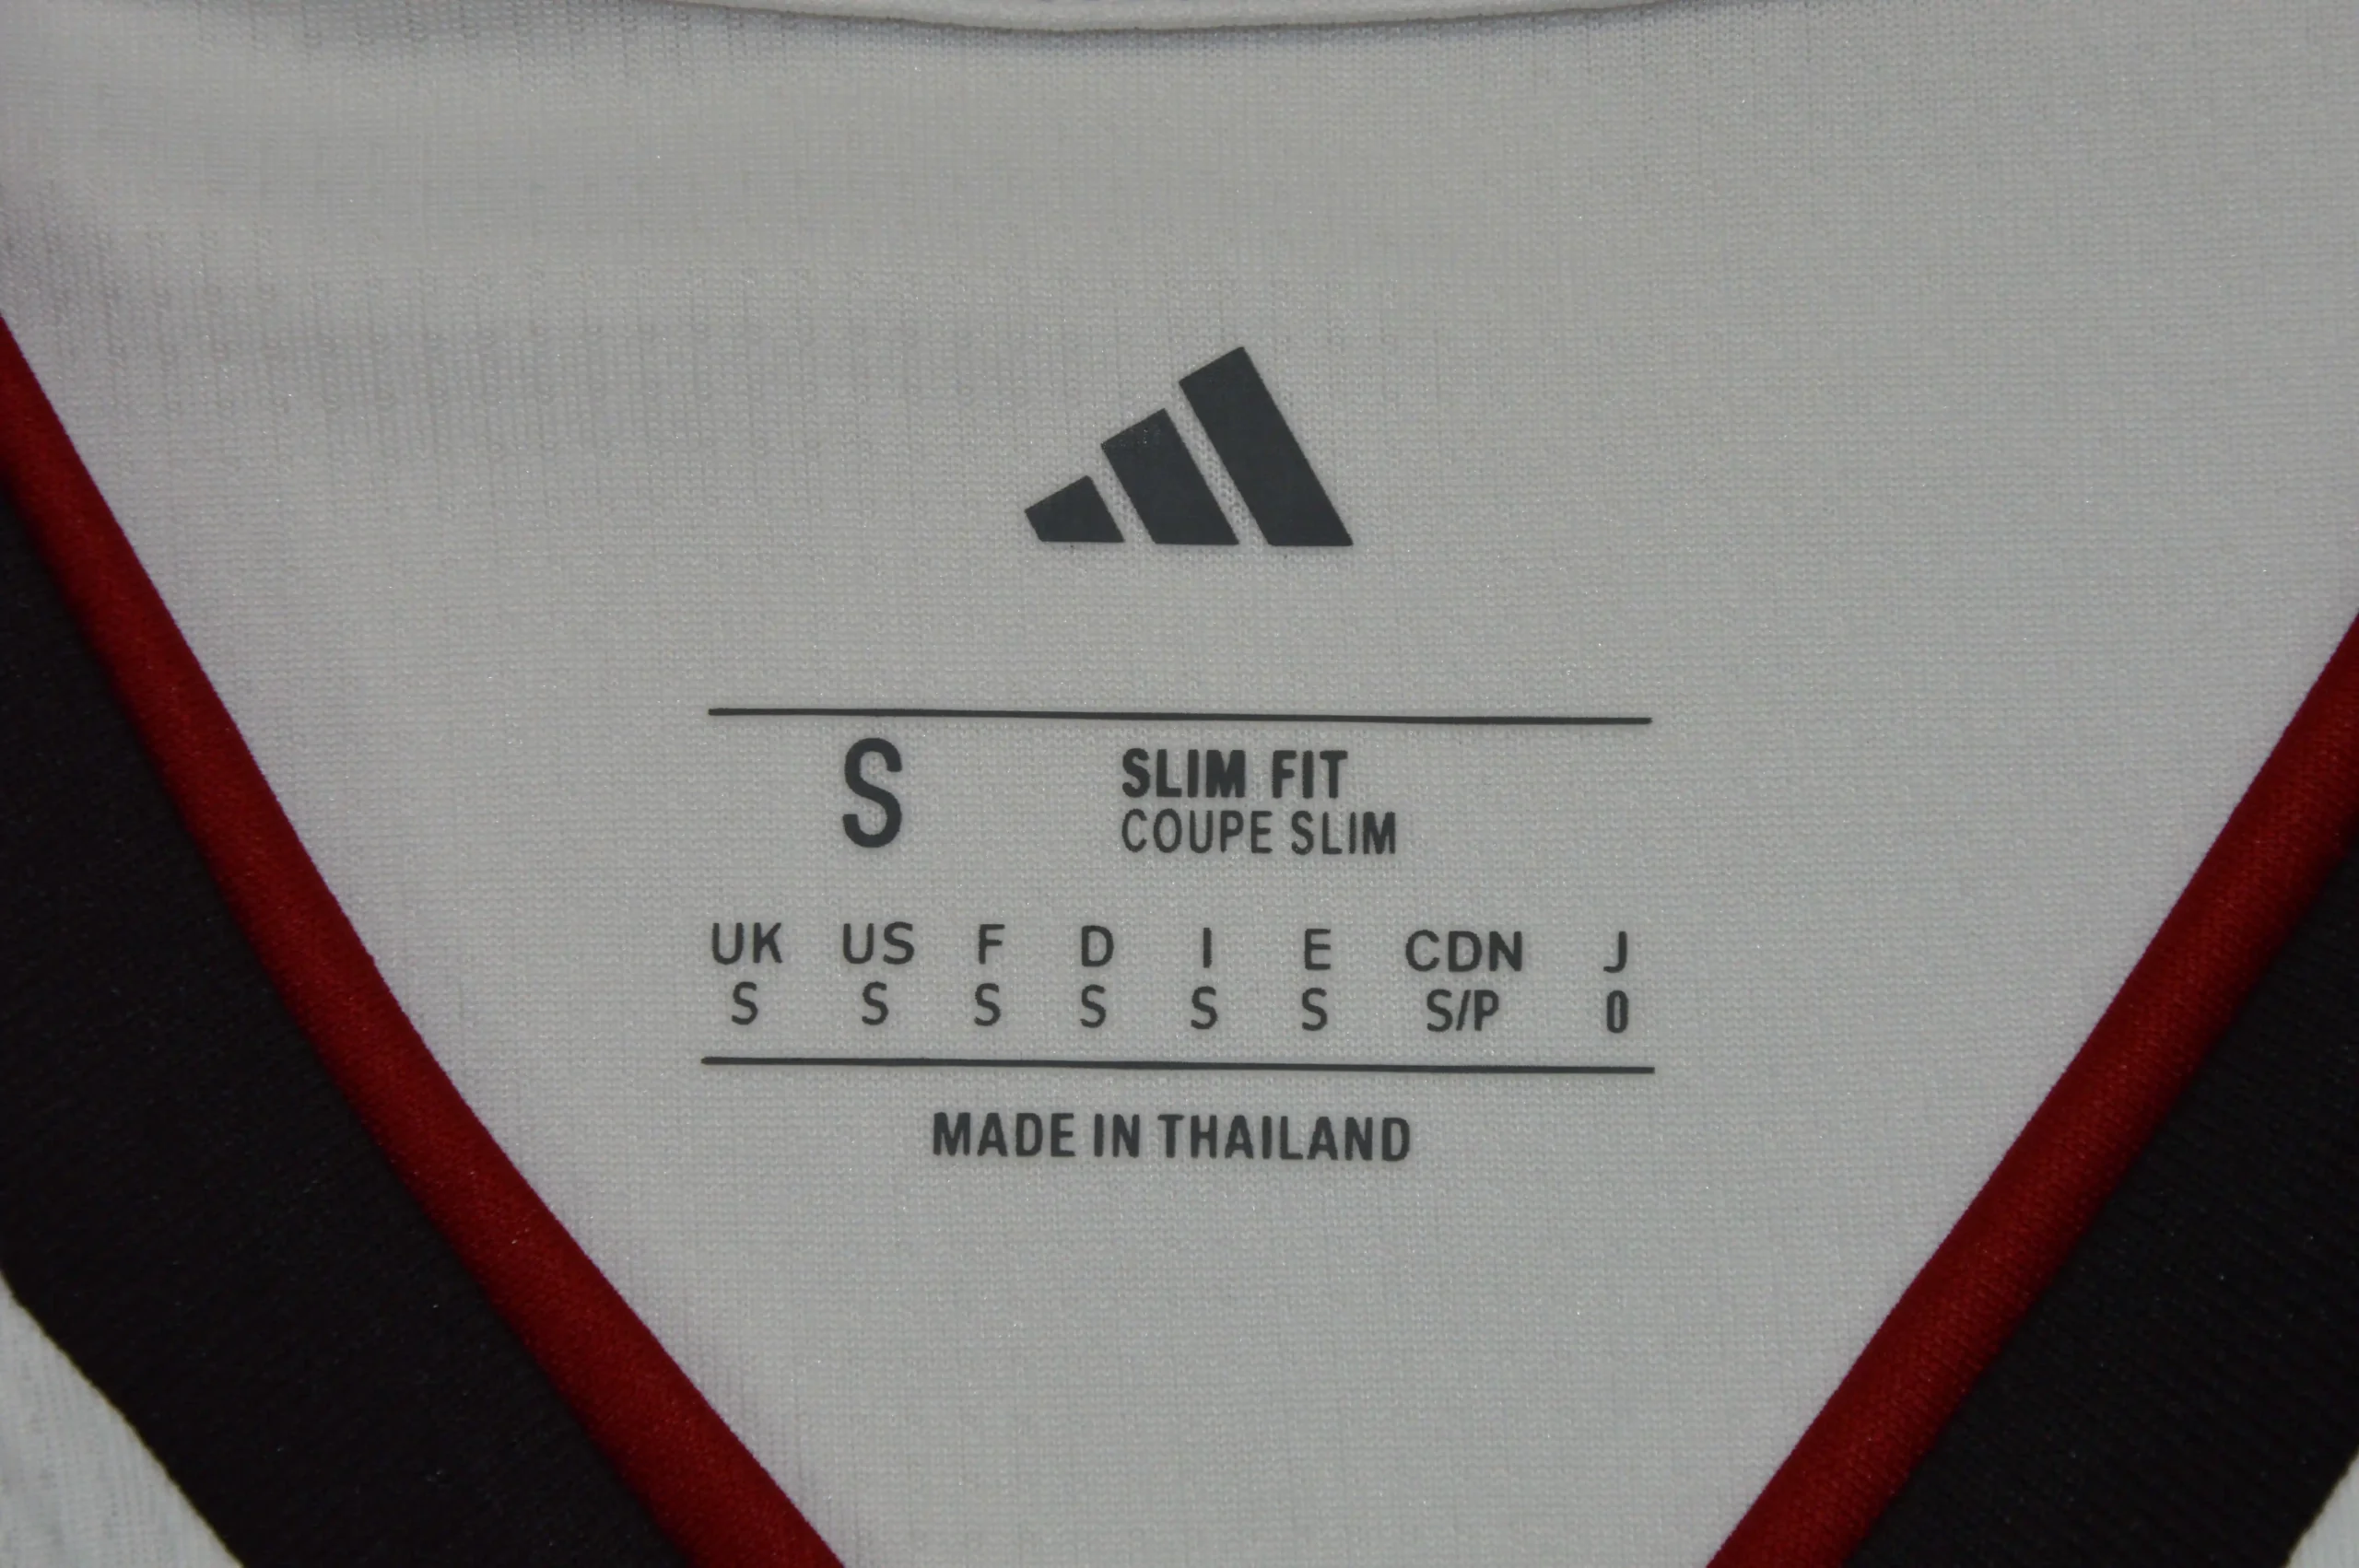 S
SLIM FIT
COUPE SLIM
UK US F D I E CDN J
S S S S S S S/P 0
MADE IN THAILAND